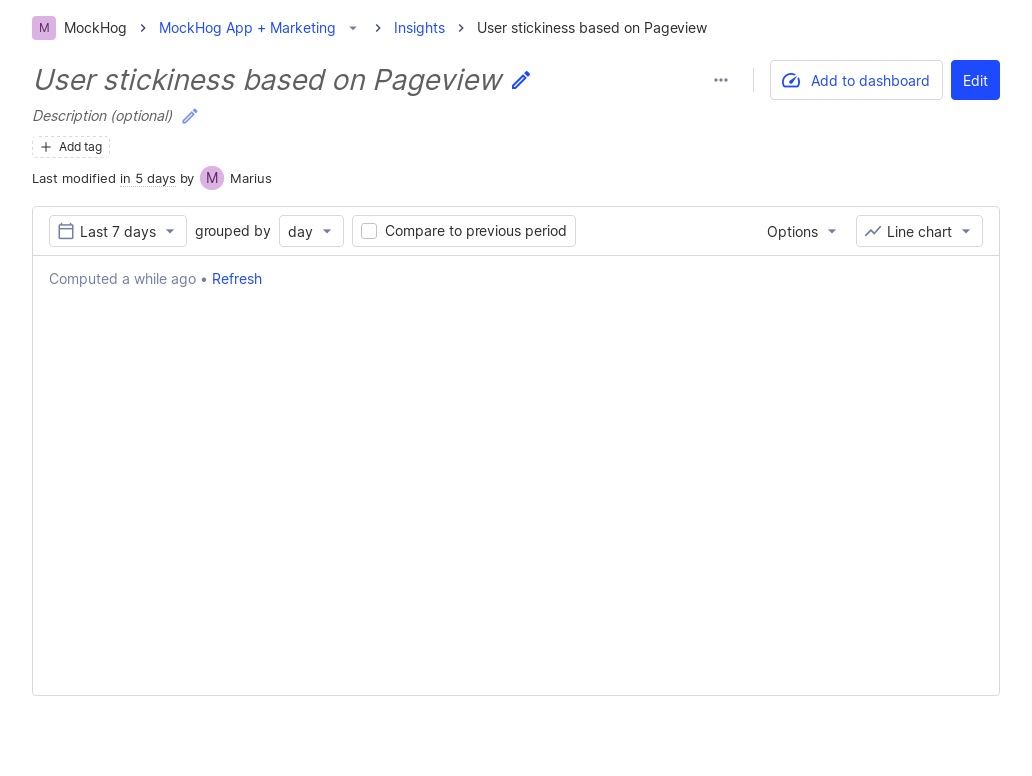 M MockHog MockHog App + Marketing Insights User stickiness based on Pageview
User stickiness based on Pageview
Add to dashboard Edit
Description (optional)
Add tag
Last modified in 5 days by M Marius
Last 7 days grouped by day Compare to previous period Options Line chart
Computed a while ago • Refresh